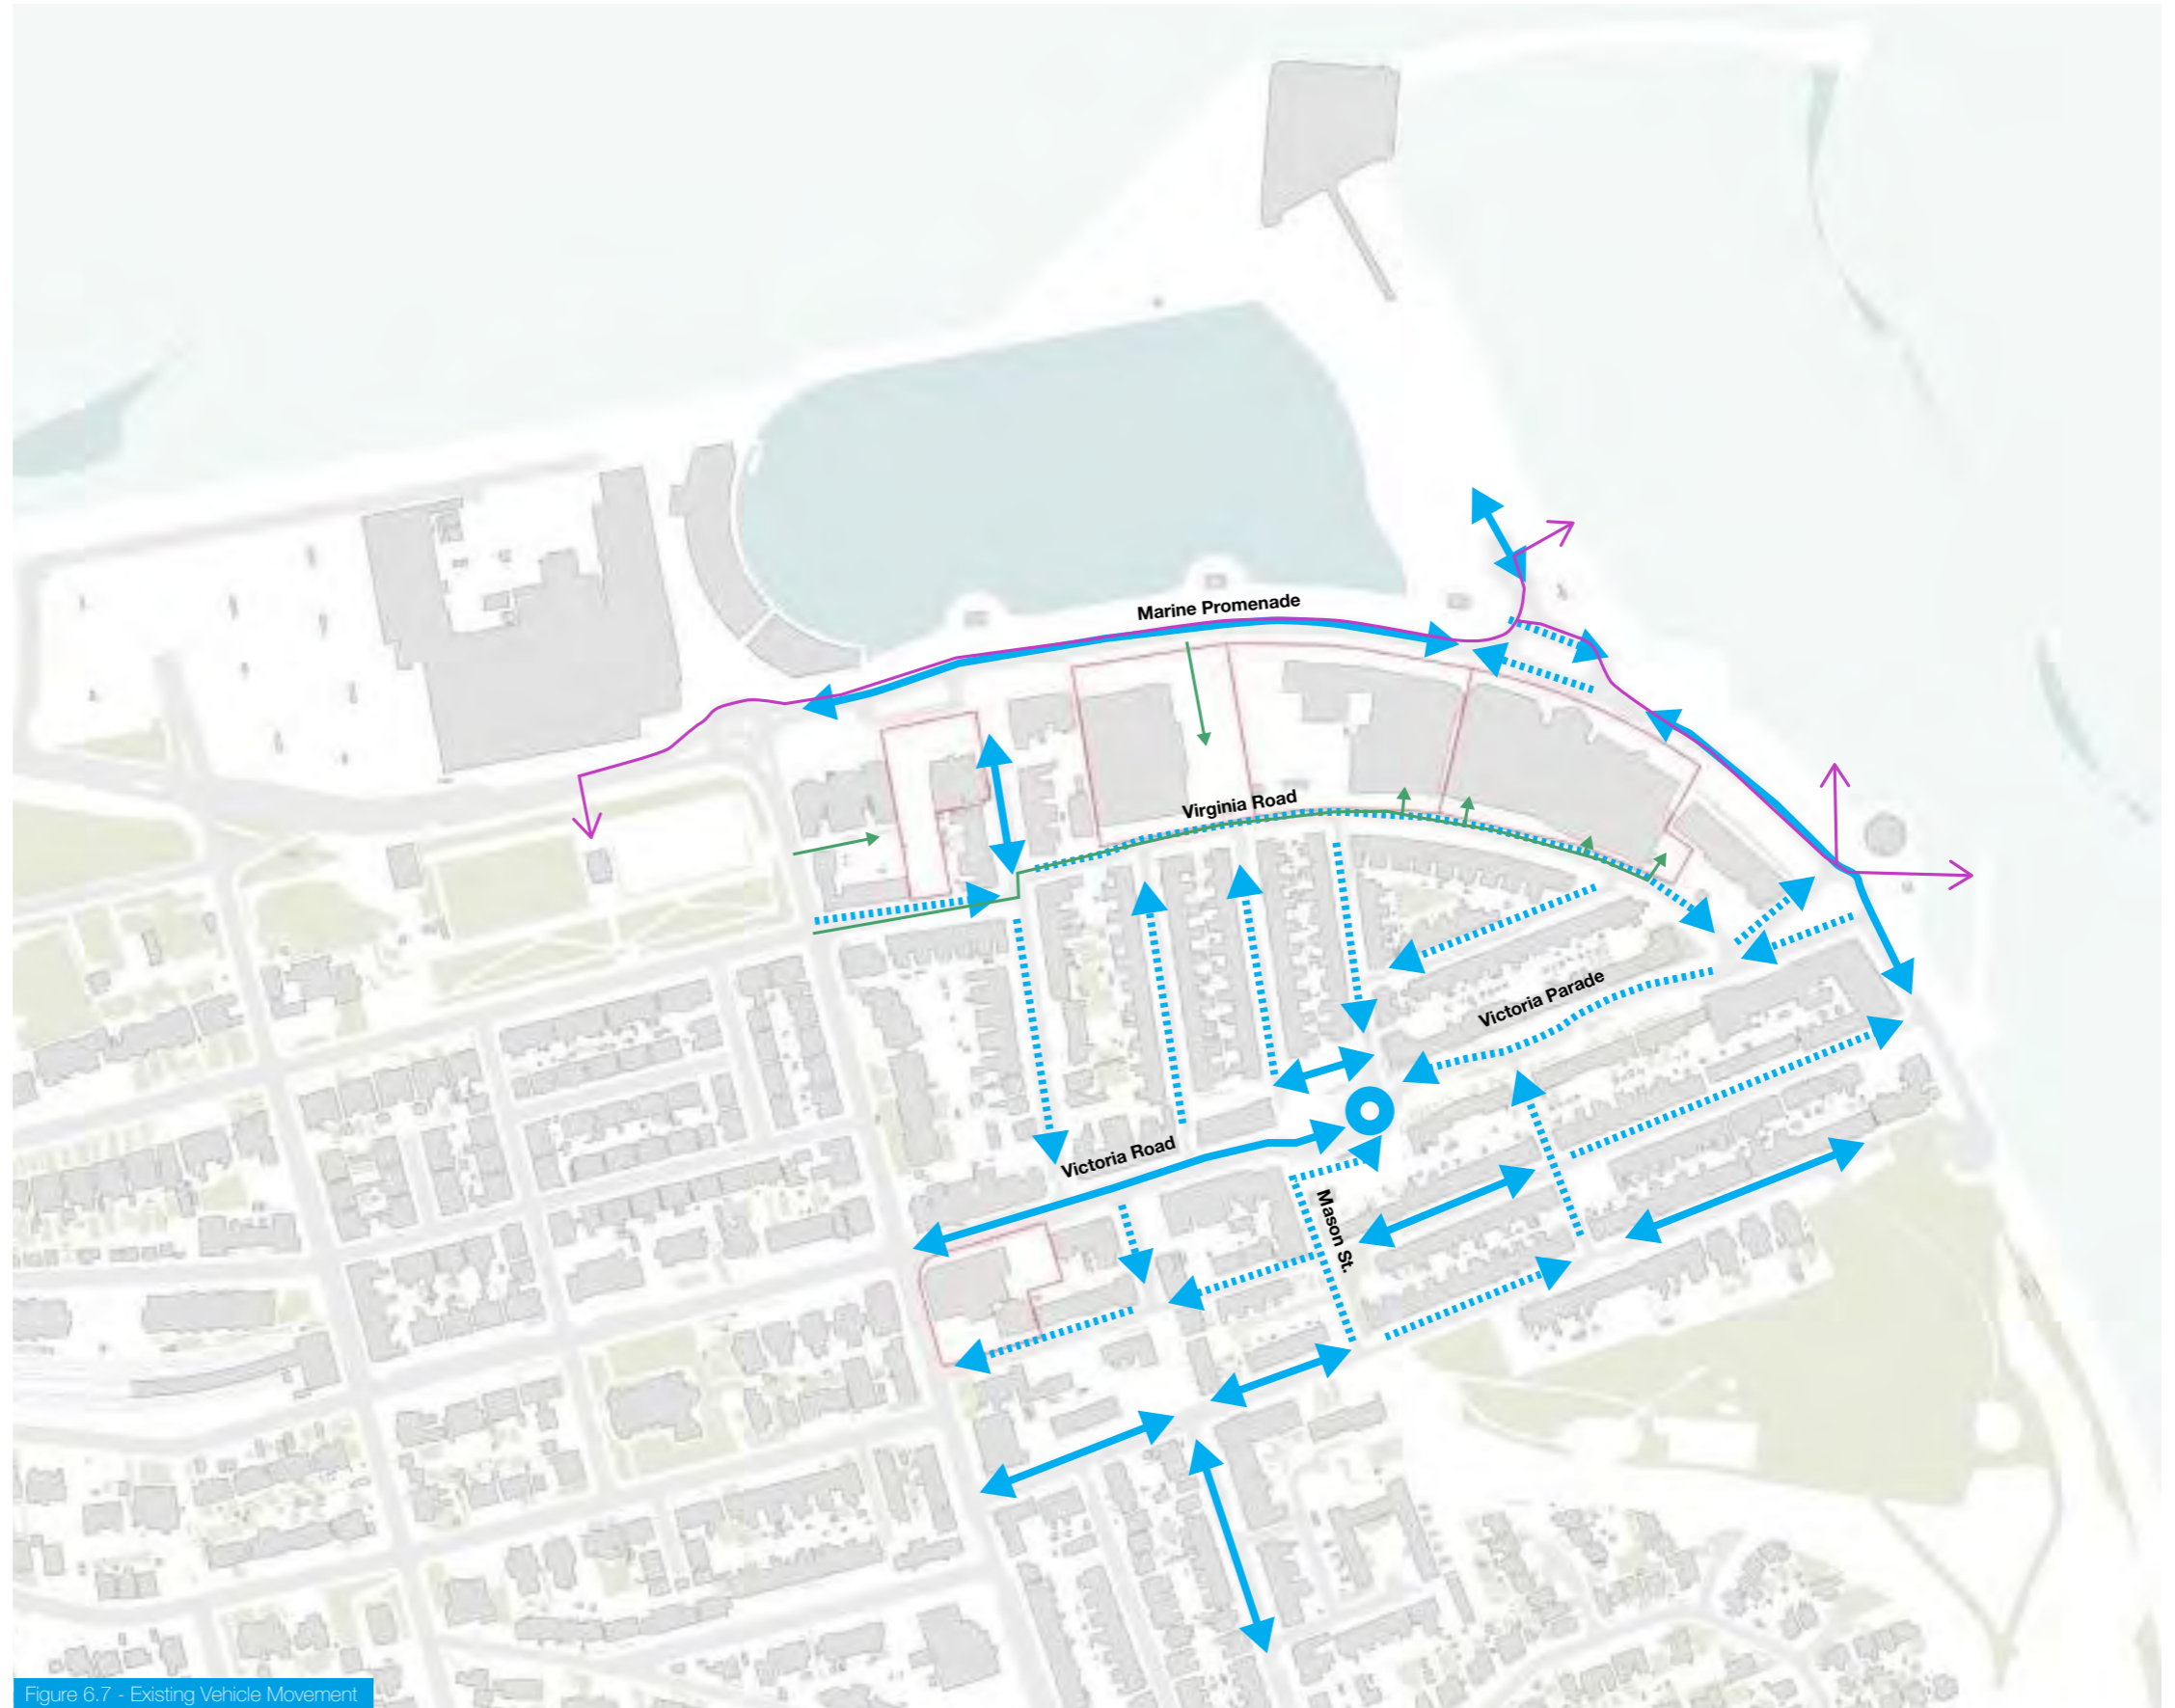 Marine Promenade
Virginia Road
Victoria Parade
Victoria Road
Mason St.
Figure 6.7 - Existing Vehicle Movement